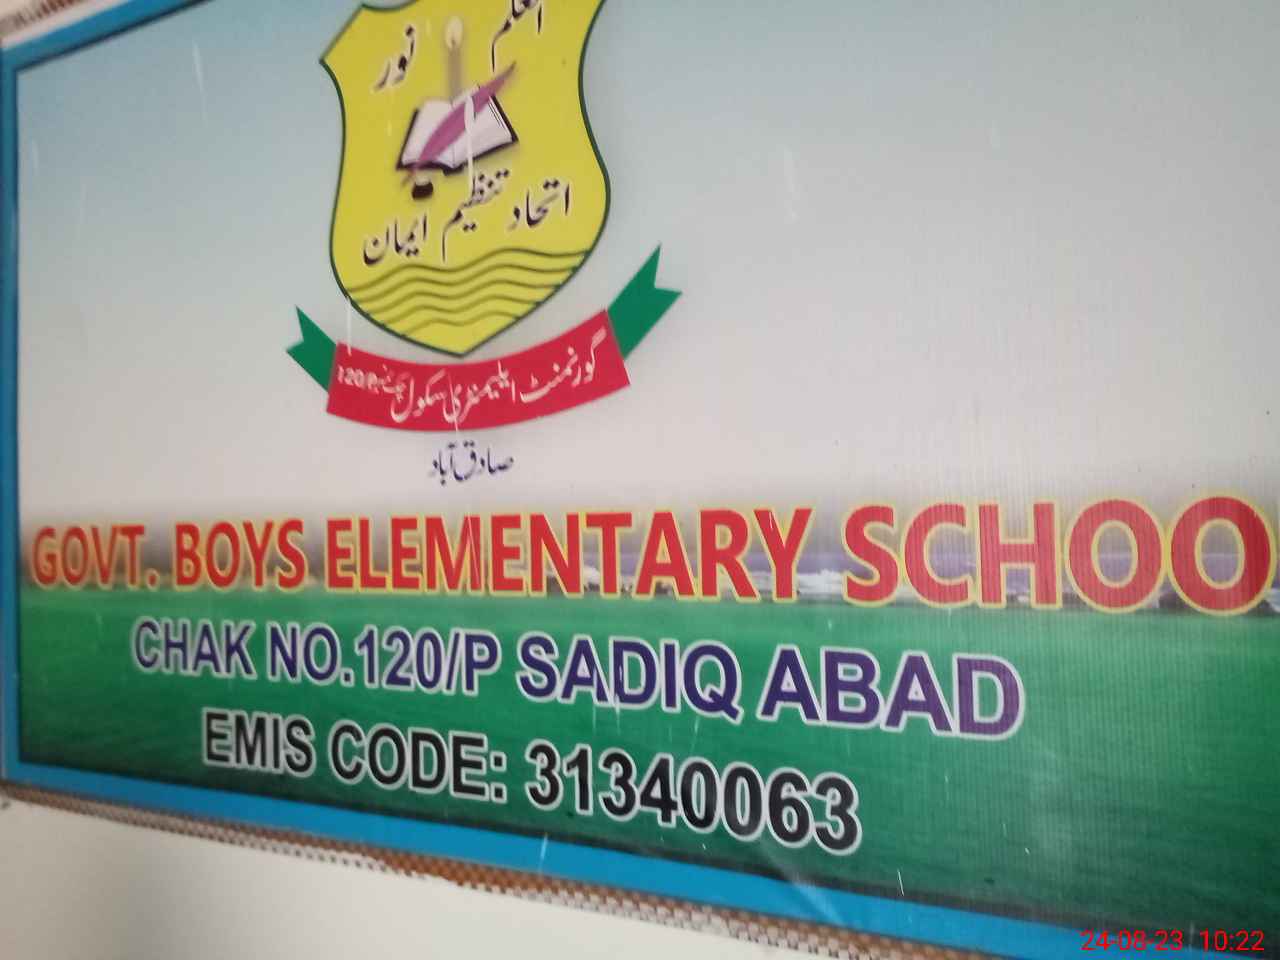 العلم نور
اتحاد تنظیم ایمان
گورنمنٹ ایلیمنٹری سکول چک نمبر 120P
صادق آباد
GOVT. BOYS ELEMENTARY SCHOO
CHAK NO.120/P SADIQ ABAD
EMIS CODE: 31340063
24-08-23 10:22